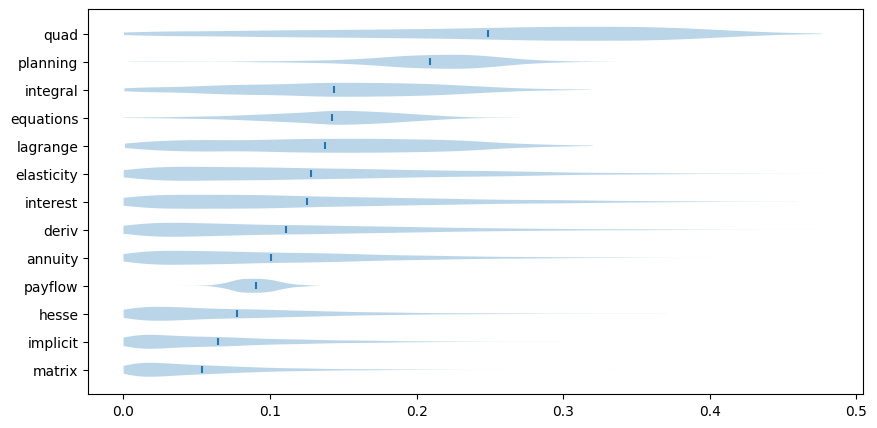 quad
planning
integral
equations
lagrange
elasticity
interest
deriv
annuity
payflow
hesse
implicit
matrix
0.0 0.1 0.2 0.3 0.4 0.5